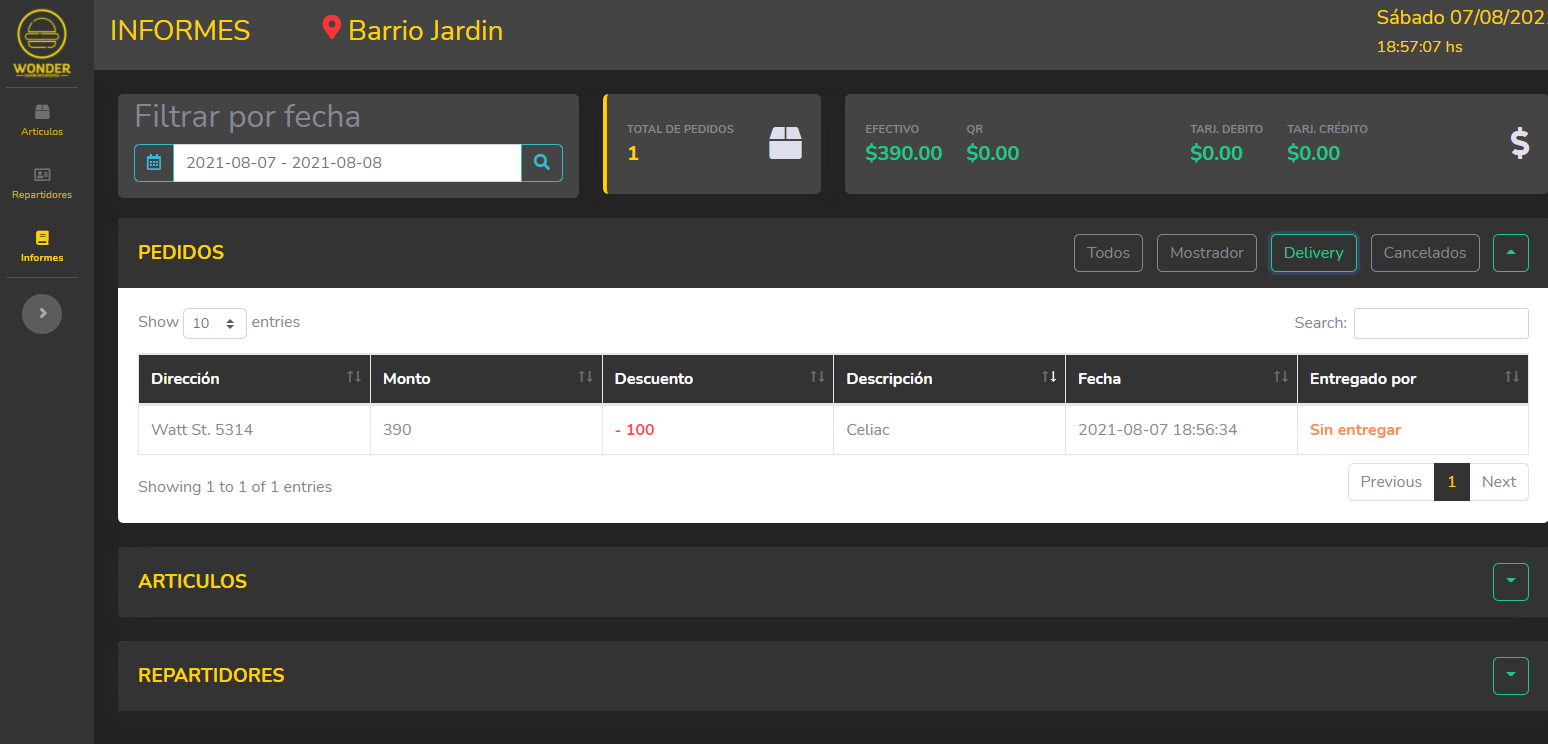 WONDER
Articulos
Repartidores
Informes
INFORMES
Barrio Jardin
Sábado 07/08/202
18:57:07 hs
Filtrar por fecha
2021-08-07 - 2021-08-08
TOTAL DE PEDIDOS
1
EFECTIVO QR TARJ. DEBITO TARJ. CRÉDITO
$390.00 $0.00 $0.00 $0.00
$
PEDIDOS
Todos Mostrador Delivery Cancelados
Show 10 entries
Search:
Dirección Monto Descuento Descripción Fecha Entregado por
Watt St. 5314 390 - 100 Celiac 2021-08-07 18:56:34 Sin entregar
Showing 1 to 1 of 1 entries
Previous 1 Next
ARTICULOS
REPARTIDORES